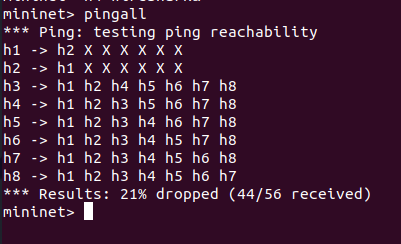 mininet> pingall
*** Ping: testing ping reachability
h1 -> h2 X X X X X X
h2 -> h1 X X X X X X
h3 -> h1 h2 h4 h5 h6 h7 h8
h4 -> h1 h2 h3 h5 h6 h7 h8
h5 -> h1 h2 h3 h4 h6 h7 h8
h6 -> h1 h2 h3 h4 h5 h7 h8
h7 -> h1 h2 h3 h4 h5 h6 h8
h8 -> h1 h2 h3 h4 h5 h6 h7
*** Results: 21% dropped (44/56 received)
mininet>